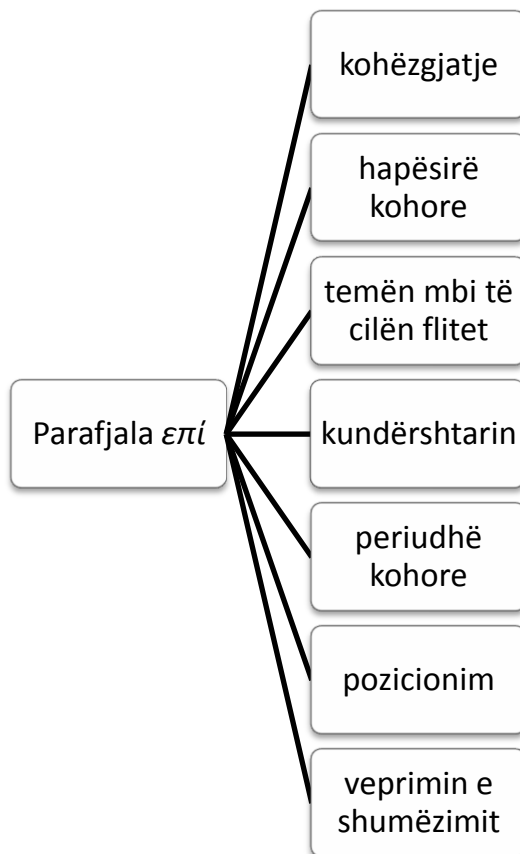 Parafjala επί
kohëzgjatje
hapësirë
kohore
temën mbi të
cilën flitet
kundërshtarin
periudhë
kohore
pozicionim
veprimin e
shumëzimit